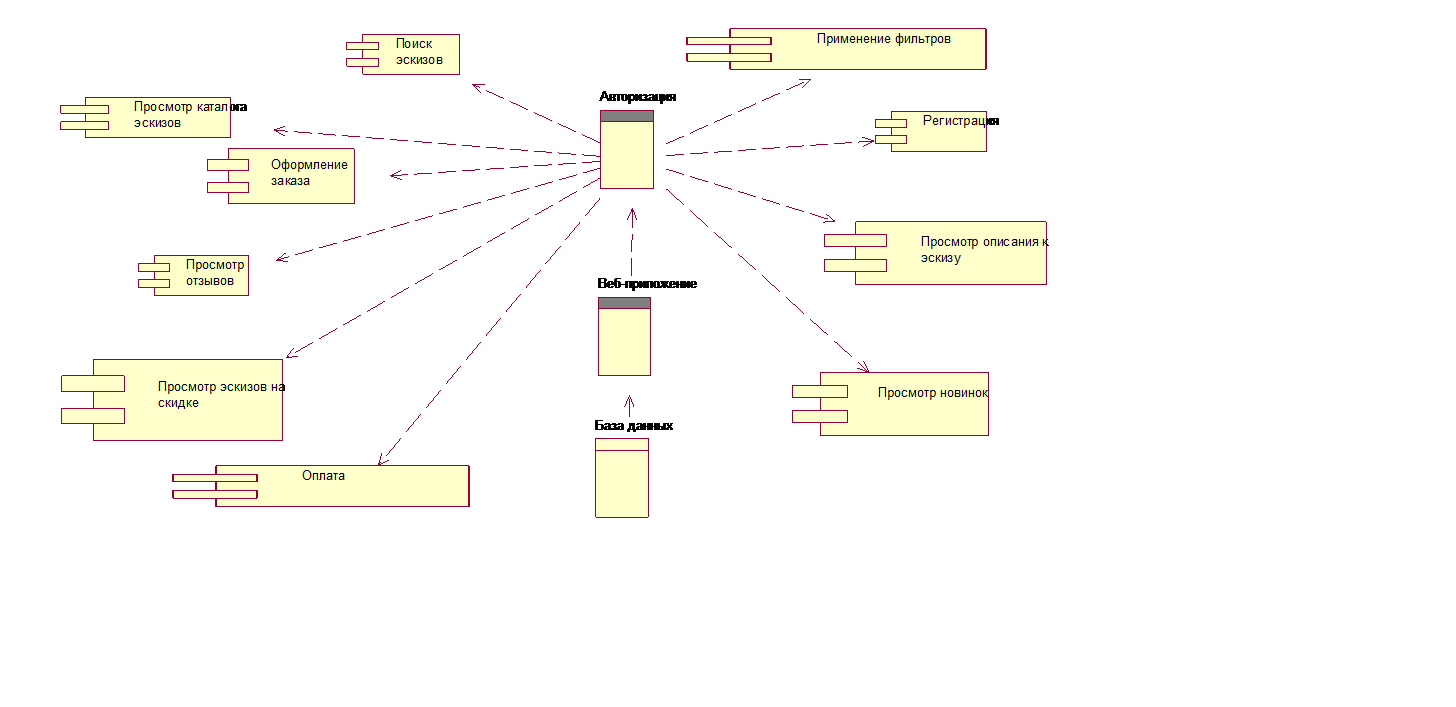 Поиск
эскизов
Применение фильтров
Авторизация
Просмотр каталога
эскизов
Регистрация
Оформление
заказа
Просмотр описания к
эскизу
Просмотр
отзывов
Веб-приложение
Просмотр эскизов на
скидке
Просмотр новинок
База данных
Оплата